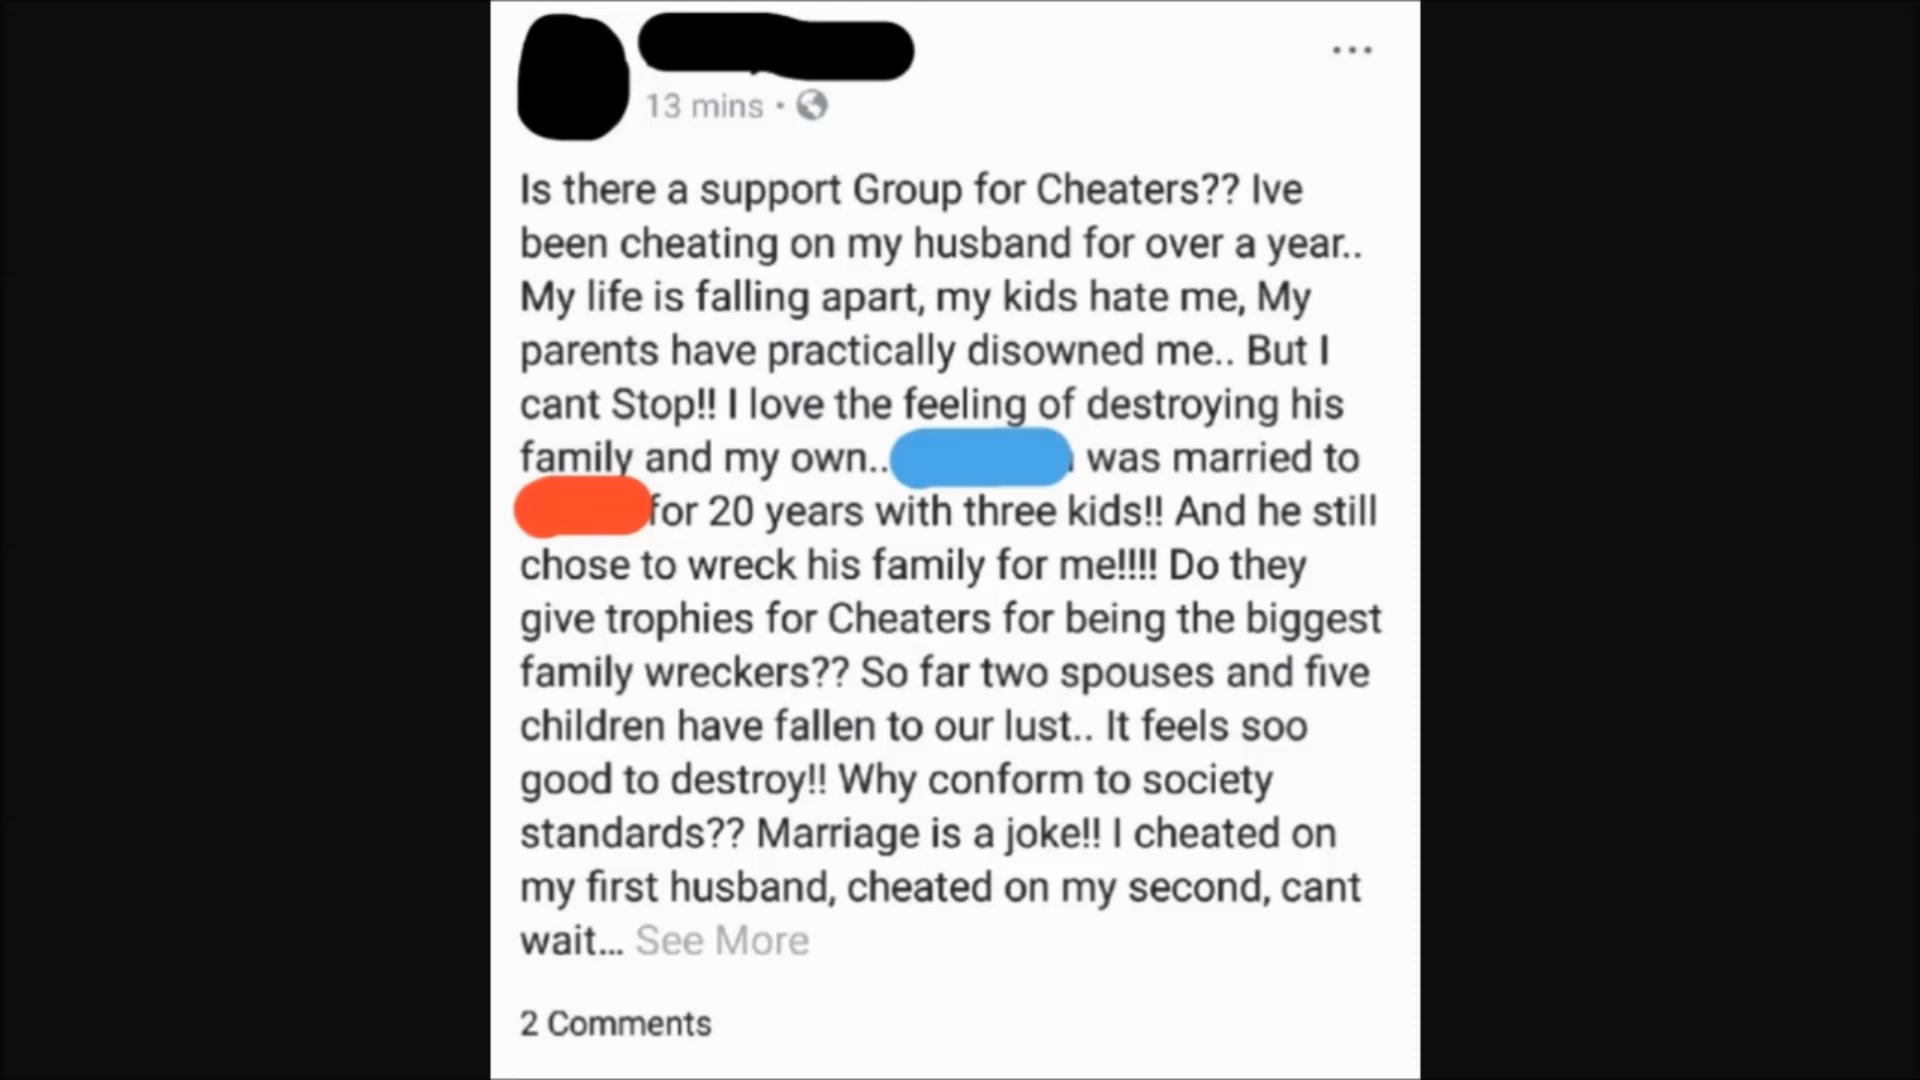 13 mins •
Is there a support Group for Cheaters?? Ive
been cheating on my husband for over a year..
My life is falling apart, my kids hate me, My
parents have practically disowned me.. But I
cant Stop!! I love the feeling of destroying his
family and my own.. was married to
for 20 years with three kids!! And he still
chose to wreck his family for me!!!! Do they
give trophies for Cheaters for being the biggest
family wreckers?? So far two spouses and five
children have fallen to our lust.. It feels soo
good to destroy!! Why conform to society
standards?? Marriage is a joke!! I cheated on
my first husband, cheated on my second, cant
wait... See More
2 Comments